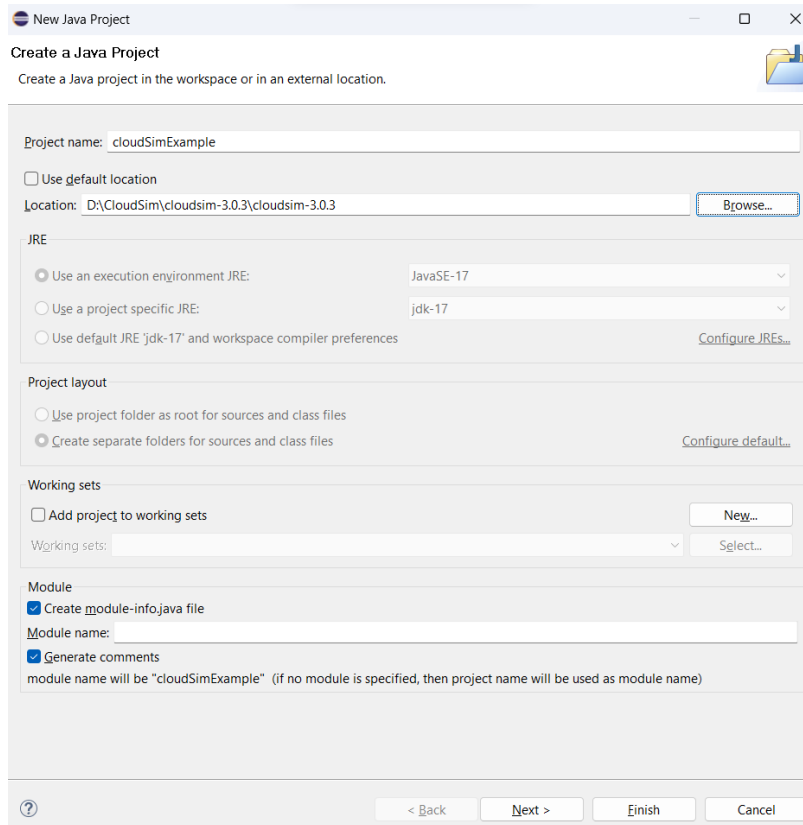 New Java Project
Create a Java Project
Create a Java project in the workspace or in an external location.
Project name: cloudSimExample
Use default location
Location: D:\CloudSim\cloudsim-3.0.3\cloudsim-3.0.3 Browse...
JRE
Use an execution environment JRE: JavaSE-17
Use a project specific JRE: jdk-17
Use default JRE 'jdk-17' and workspace compiler preferences Configure JREs...
Project layout
Use project folder as root for sources and class files
Create separate folders for sources and class files Configure default...
Working sets
Add project to working sets New...
Working sets: Select...
Module
Create module-info.java file
Module name:
Generate comments
module name will be "cloudSimExample" (if no module is specified, then project name will be used as module name)
? < Back Next > Finish Cancel